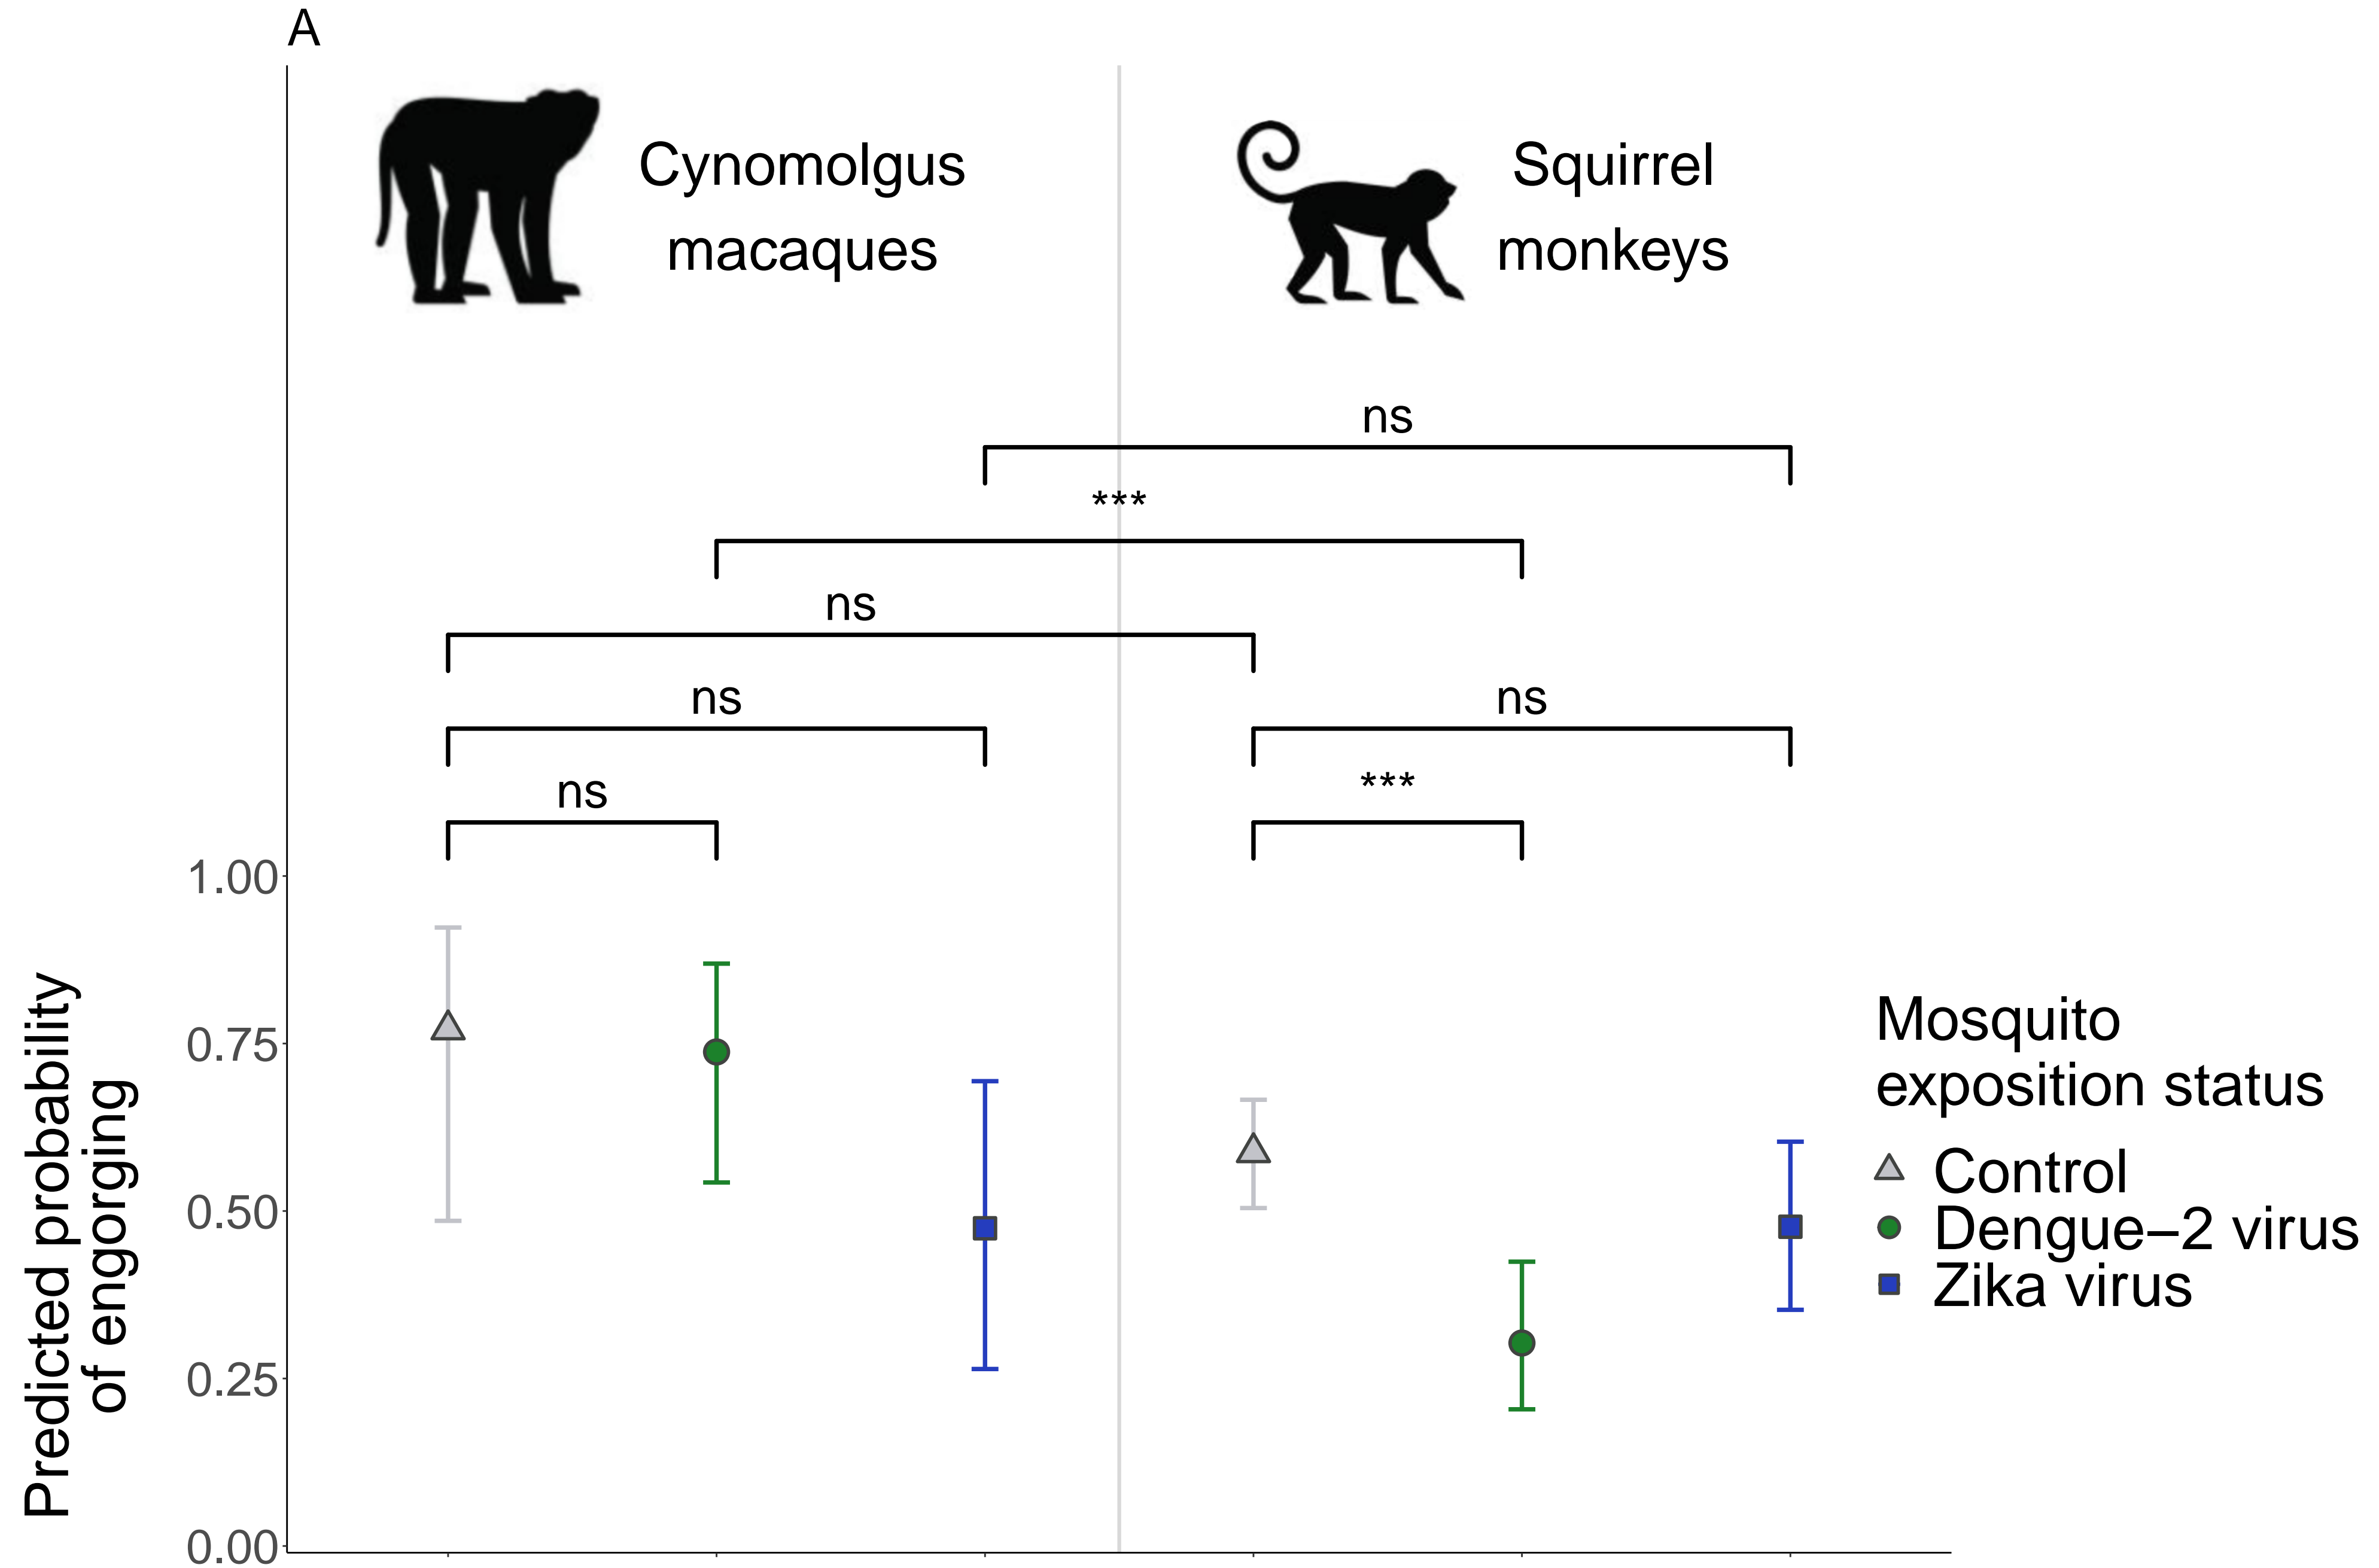 A
Cynomolgus
macaques
Squirrel
monkeys
ns
***
ns
ns
ns
ns
***
1.00
0.75
0.50
0.25
0.00
Predicted probability
of engorging
Mosquito
exposition status
Control
Dengue−2 virus
Zika virus